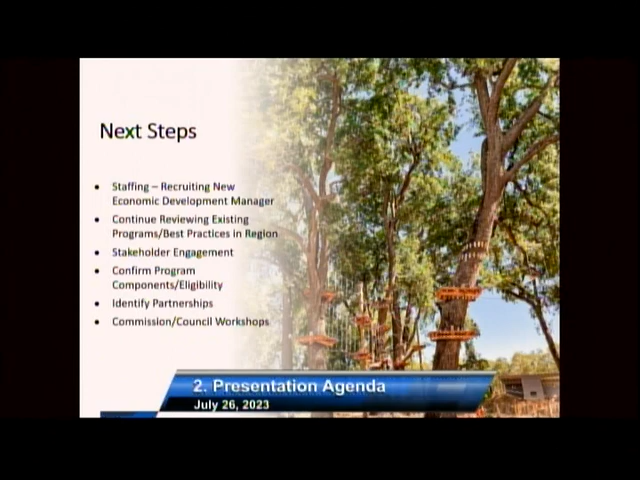 Next Steps
• Staffing – Recruiting New
Economic Development Manager
• Continue Reviewing Existing
Programs/Best Practices in Region
• Stakeholder Engagement
• Confirm Program
Components/Eligibility
• Identify Partnerships
• Commission/Council Workshops
2. Presentation Agenda
July 26, 2023